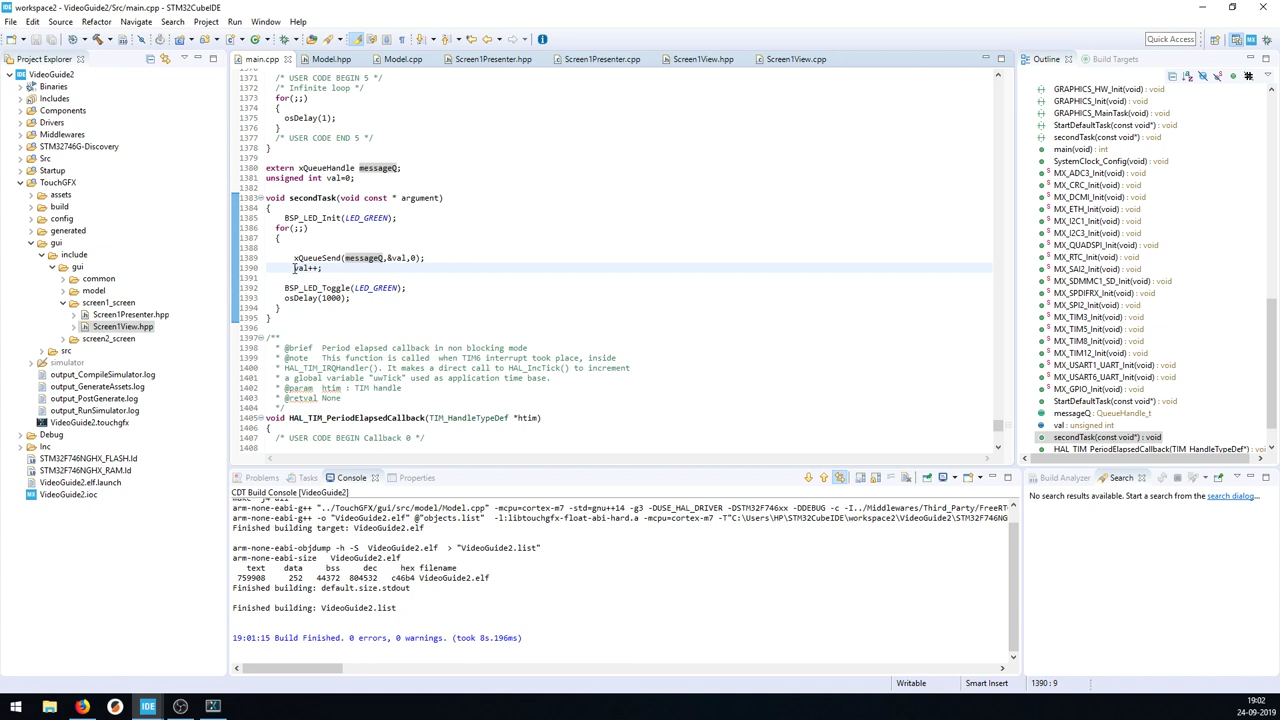 workspace2 - VideoGuide2/Src/main.cpp - STM32CubeIDE
File Edit Source Refactor Navigate Search Project Run Window Help
Quick Access
Project Explorer
VideoGuide2
Binaries
Includes
Components
Drivers
Middlewares
STM32746G-Discovery
Src
TouchGFX
assets
build
config
generated
gui
include
gui
common
model
screen1_screen
Screen1Presenter.hpp
Screen1View.hpp
screen2_screen
src
simulator
output_CompileSimulator.log
output_GenerateAssets.log
output_PostGenerate.log
output_RunSimulator.log
VideoGuide2.touchgfx
Debug
Inc
STM32F746NGHX_FLASH.ld
STM32F746NGHX_RAM.ld
VideoGuide2.elf.launch
VideoGuide2.ioc
main.cpp Model.hpp Model.cpp Screen1Presenter.hpp Screen1Presenter.cpp Screen1View.hpp Screen1View.cpp
1371 /* USER CODE BEGIN 5 */
1372 /* Infinite loop */
1373 for(;;)
1374 {
1375 osDelay(1);
1376 }
1377 /* USER CODE END 5 */
1378 }
1379
1380 extern xQueueHandle messageQ;
1381 unsigned int val=0;
1382
1383 void secondTask(void const * argument)
1384 {
1385 BSP_LED_Init(LED_GREEN);
1386 for(;;)
1387 {
1388
1389 xQueueSend(messageQ,&val,0);
1390 val++;
1391
1392 BSP_LED_Toggle(LED_GREEN);
1393 osDelay(1000);
1394 }
1395 }
1396
1397 /**
1398 * @brief Period elapsed callback in non blocking mode
1399 * @note This function is called when TIM6 interrupt took place, inside
1400 * HAL_TIM_IRQHandler(). It makes a direct call to HAL_IncTick() to increment
1401 * a global variable "uwTick" used as application time base.
1402 * @param htim : TIM handle
1403 * @retval None
1404 */
1405 void HAL_TIM_PeriodElapsedCallback(TIM_HandleTypeDef *htim)
1406 {
1407 /* USER CODE BEGIN Callback 0 */
1408
Outline Build Targets
GRAPHICS_HW_Init(void) : void
GRAPHICS_Init(void) : void
GRAPHICS_MainTask(void) : void
StartDefaultTask(const void*) : void
secondTask(const void*) : void
main(void) : int
SystemClock_Config(void) : void
MX_ADC3_Init(void) : void
MX_CRC_Init(void) : void
MX_DCMI_Init(void) : void
MX_ETH_Init(void) : void
MX_I2C1_Init(void) : void
MX_I2C3_Init(void) : void
MX_QUADSPI_Init(void) : void
MX_RTC_Init(void) : void
MX_SAI2_Init(void) : void
MX_SDMMC1_SD_Init(void) : void
MX_SPDIFRX_Init(void) : void
MX_SPI2_Init(void) : void
MX_TIM3_Init(void) : void
MX_TIM5_Init(void) : void
MX_TIM8_Init(void) : void
MX_TIM12_Init(void) : void
MX_USART1_UART_Init(void) : void
MX_USART6_UART_Init(void) : void
MX_GPIO_Init(void) : void
StartDefaultTask(const void*) : void
messageQ : QueueHandle_t
val : unsigned int
secondTask(const void*) : void
HAL_TIM_PeriodElapsedCallback(TIM_HandleTypeDef*)
Problems Tasks Console Properties
CDT Build Console [VideoGuide2]
make -j4 all
arm-none-eabi-g++ "../TouchGFX/gui/src/model/Model.cpp" -mcpu=cortex-m7 -std=gnu++14 -g3 -DUSE_HAL_DRIVER -DSTM32F746xx -DDEBUG -c -I../Middlewares/Third_Party/FreeRT
arm-none-eabi-g++ -o "VideoGuide2.elf" @"objects.list" -l:libtouchgfx-float-abi-hard.a -mcpu=cortex-m7 -T"C:\Users\HP\STM32CubeIDE\workspace2\VideoGuide2\STM32F746NG
Finished building target: VideoGuide2.elf
arm-none-eabi-objdump -h -S VideoGuide2.elf > "VideoGuide2.list"
arm-none-eabi-size VideoGuide2.elf
text data bss dec hex filename
759908 252 44372 804532 c46b4 VideoGuide2.elf
Finished building: default.size.stdout
Finished building: VideoGuide2.list
19:01:15 Build Finished. 0 errors, 0 warnings. (took 8s.196ms)
Build Analyzer Search
No search results available. Start a search from the search dialog...
Writable Smart Insert 1390 : 9
IDE
19:02
24-09-2019